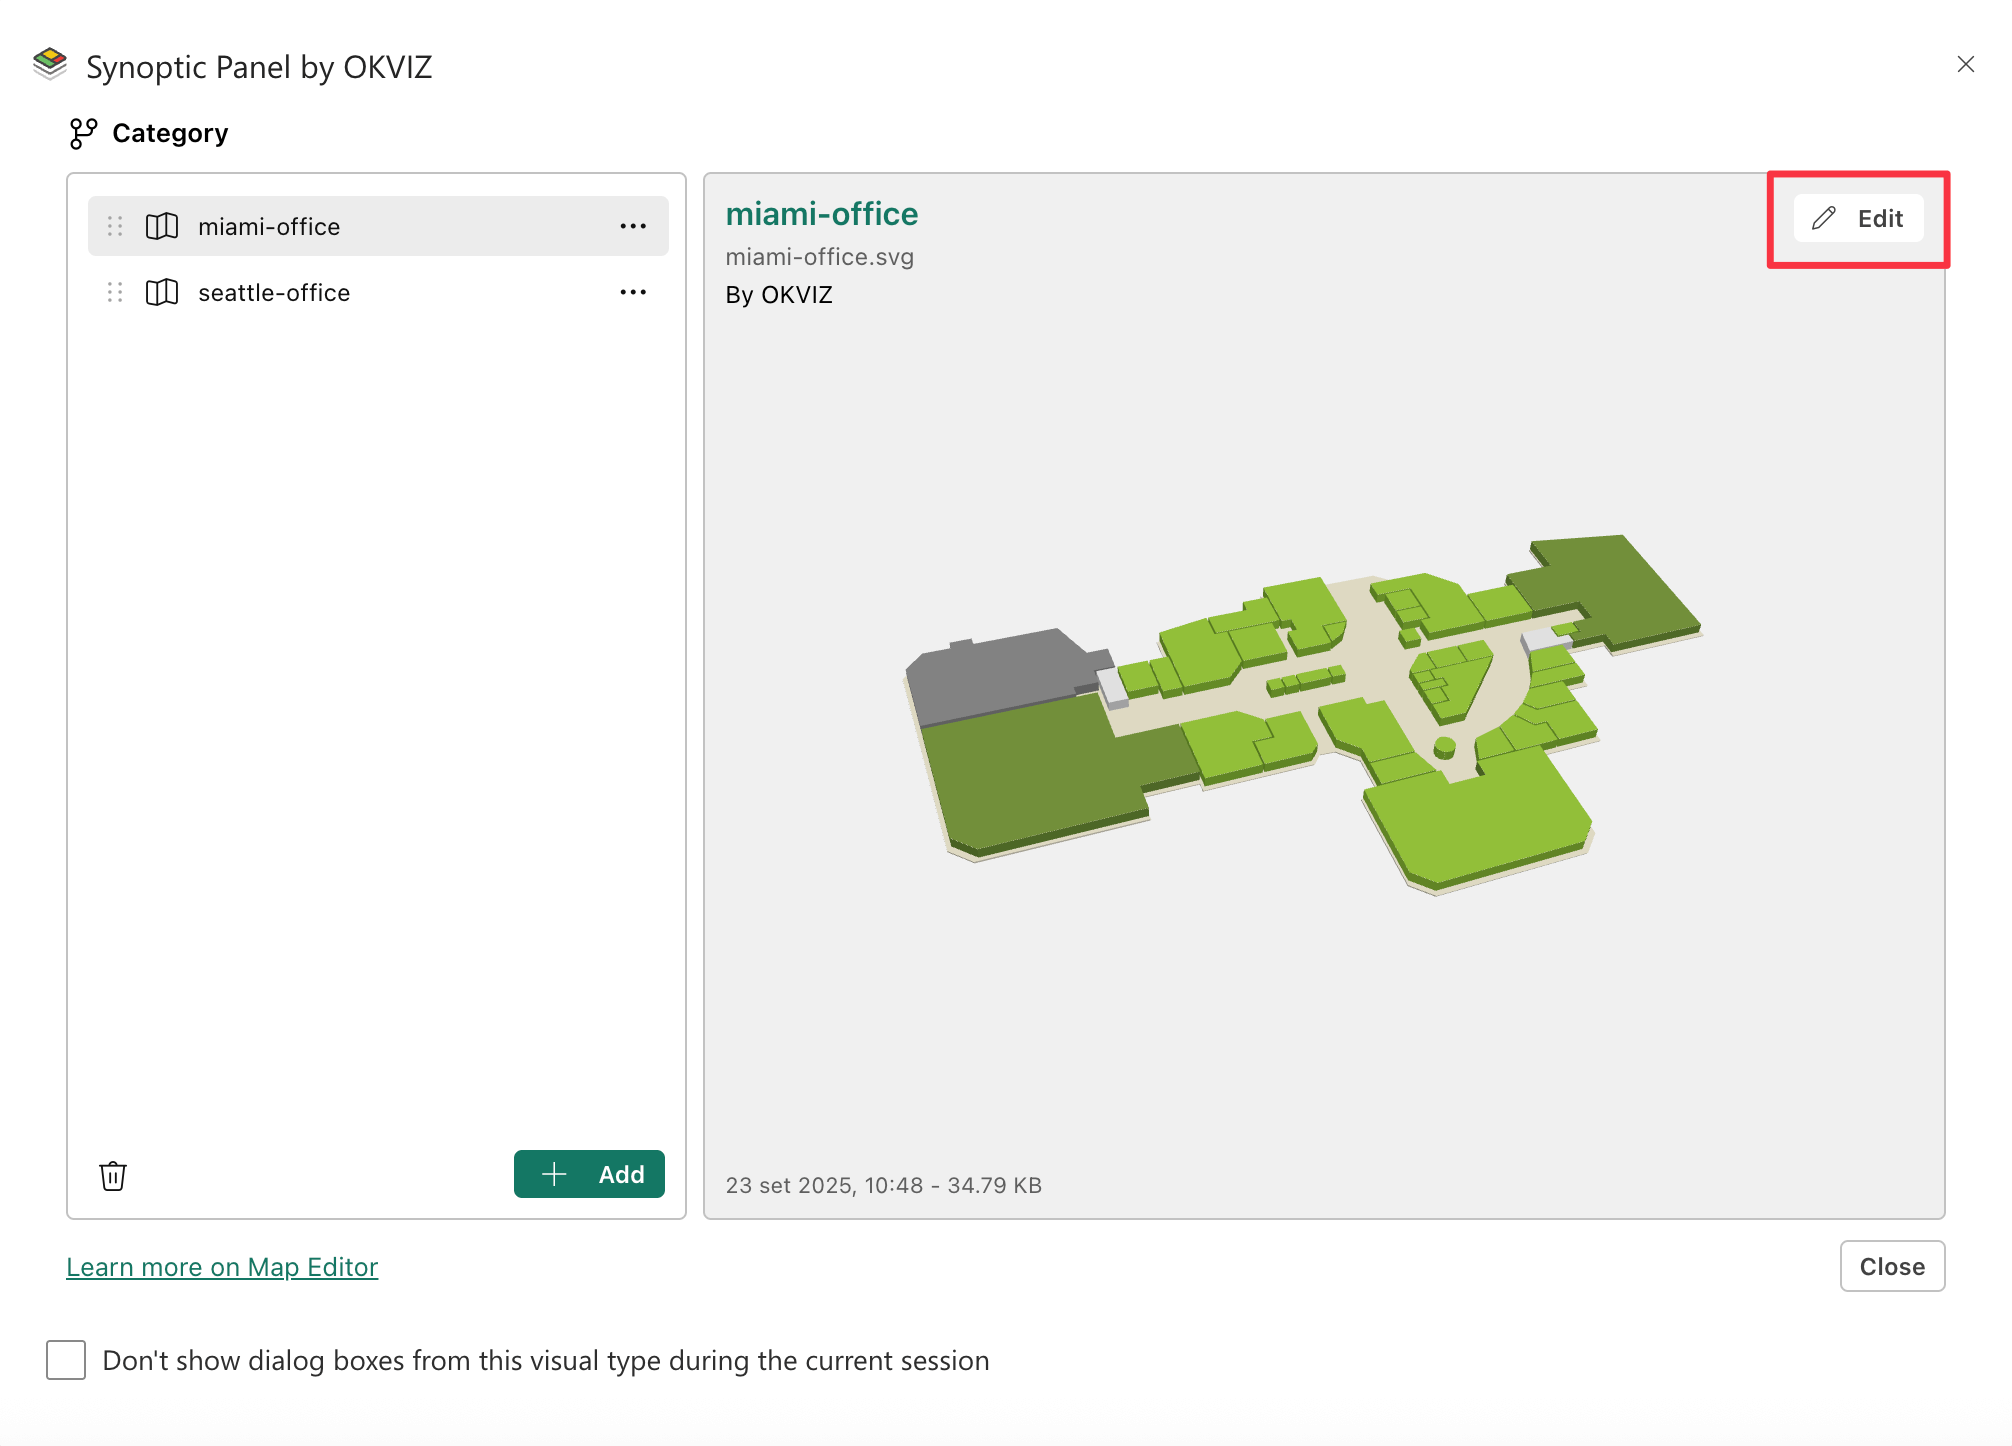 Synoptic Panel by OKVIZ
Category
miami-office
seattle-office
Add
miami-office
miami-office.svg
By OKVIZ
Edit
23 set 2025, 10:48 - 34.79 KB
Learn more on Map Editor
Close
Don't show dialog boxes from this visual type during the current session